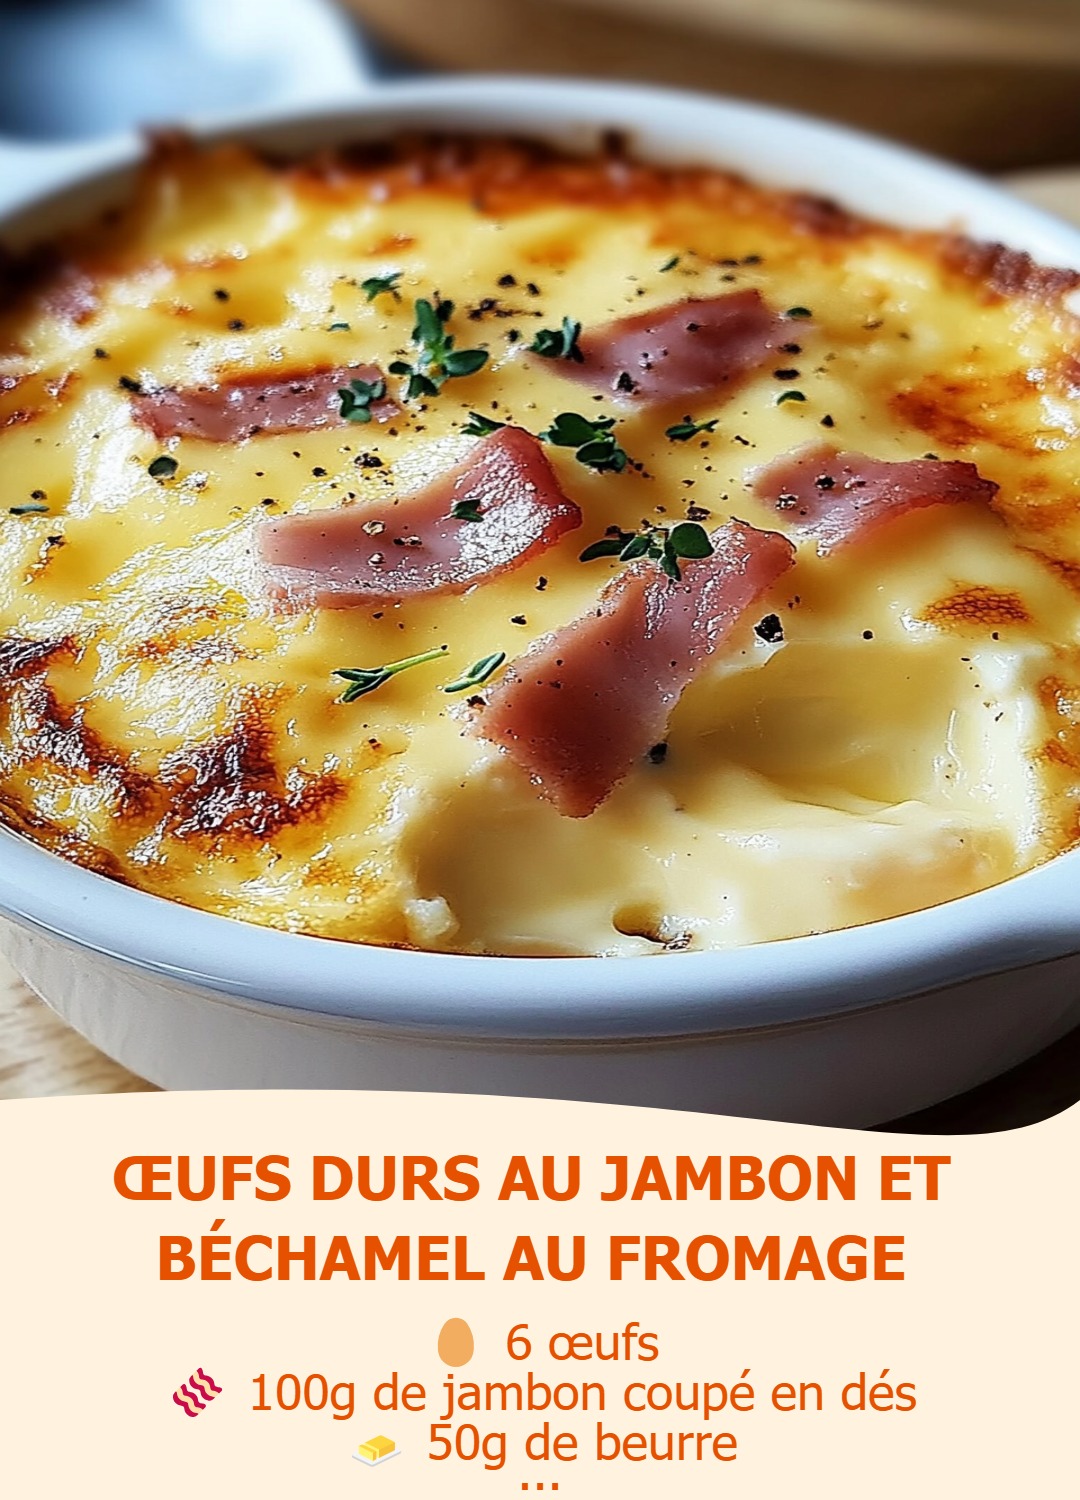 ŒUFS DURS AU JAMBON ET
BÉCHAMEL AU FROMAGE
6 œufs
100g de jambon coupé en dés
50g de beurre
...